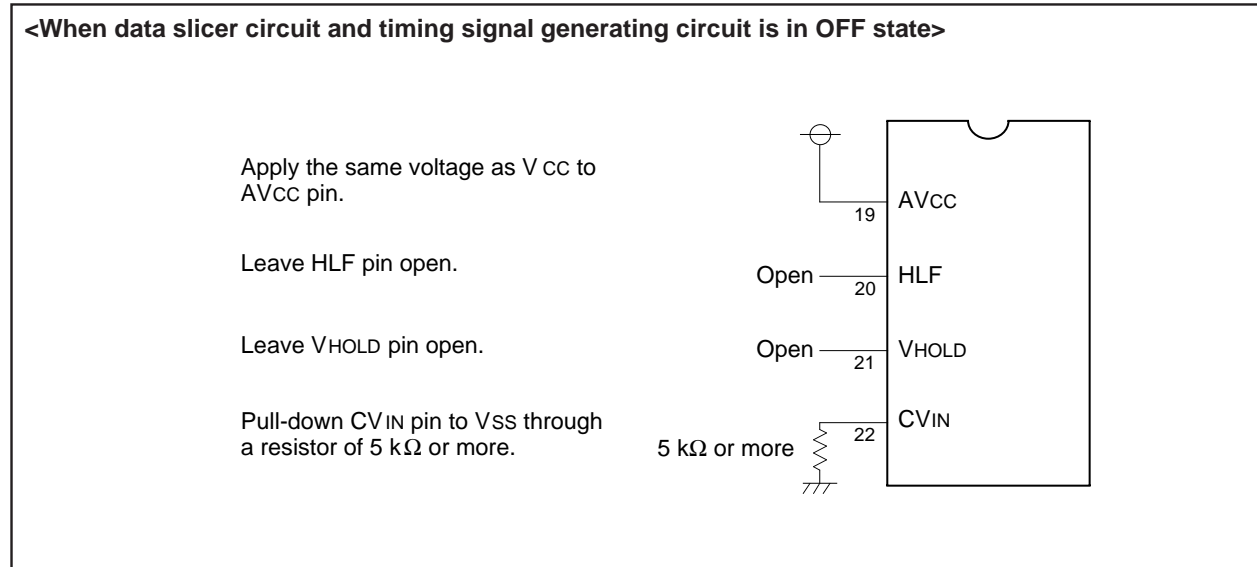 <When data slicer circuit and timing signal generating circuit is in OFF state>
Apply the same voltage as VCC to
AVCC pin.
19
AVCC
Leave HLF pin open.
Open
20
HLF
Leave VHOLD pin open.
Open
21
VHOLD
Pull-down CVIN pin to VSS through
a resistor of 5 kΩ or more.
5 kΩ or more
22
CVIN